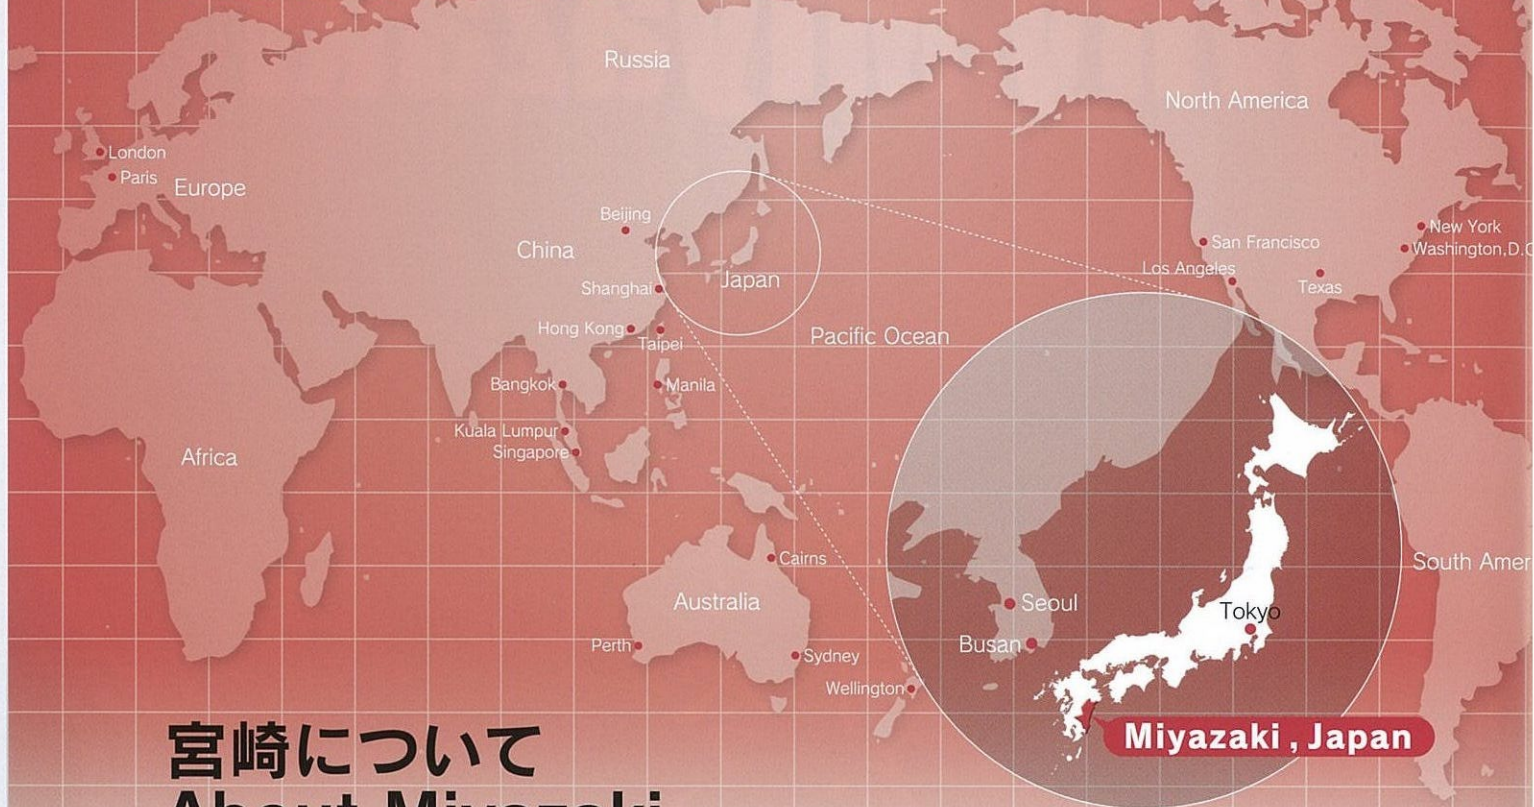 Russia
North America
London
Paris
Europe
Beijing
China
New York
San Francisco
Washington,D.C
Los Angeles
Japan
Shanghai
Texas
Hong Kong
Taipei
Pacific Ocean
Bangkok
Manila
Kuala Lumpur
Singapore
Africa
Cairns
South Amer
Australia
Seoul
Tokyo
Perth
Busan
Sydney
Wellington
Miyazaki , Japan
宮崎について
About Miyazaki